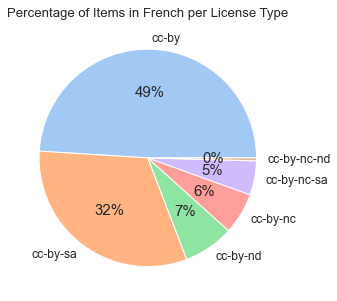 Percentage of Items in French per License Type
cc-by
49%
0%
cc-by-nc-nd
5%
cc-by-nc-sa
6%
cc-by-nc
7%
cc-by-nd
32%
cc-by-sa